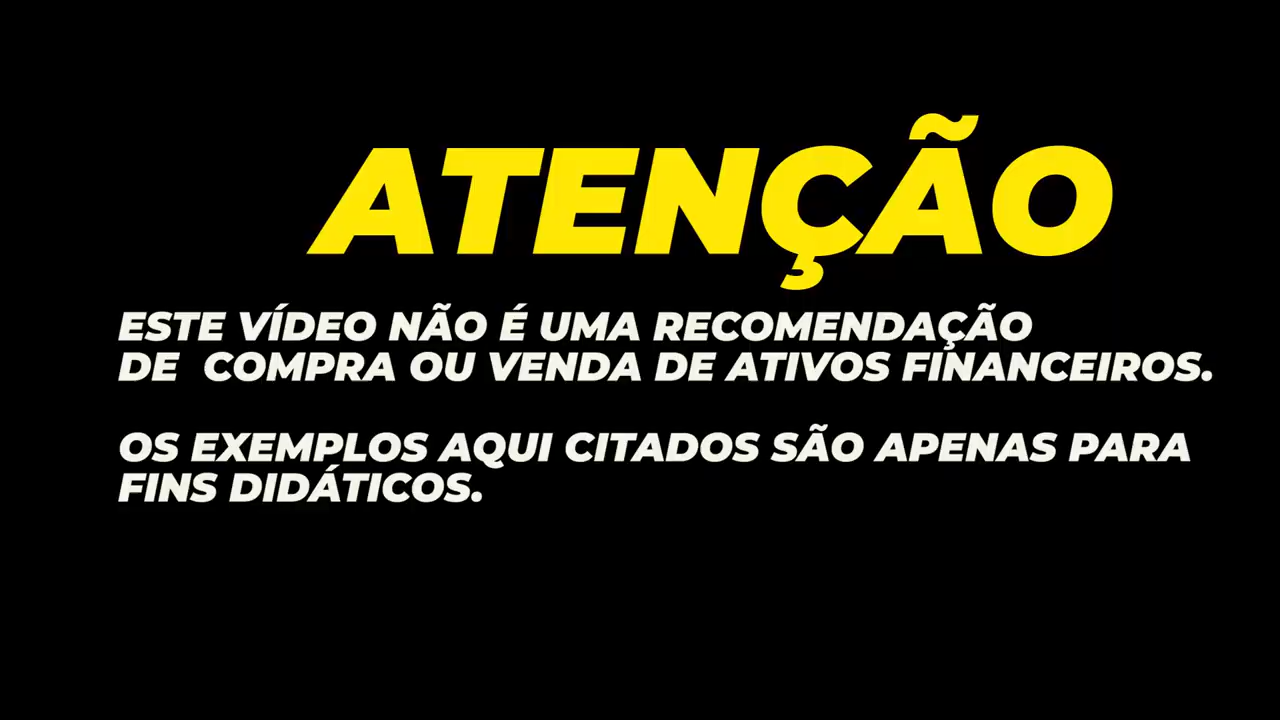 ATENÇÃO
ESTE VÍDEO NÃO É UMA RECOMENDAÇÃO
DE  COMPRA OU VENDA DE ATIVOS FINANCEIROS.
OS EXEMPLOS AQUI CITADOS SÃO APENAS PARA
FINS DIDÁTICOS.